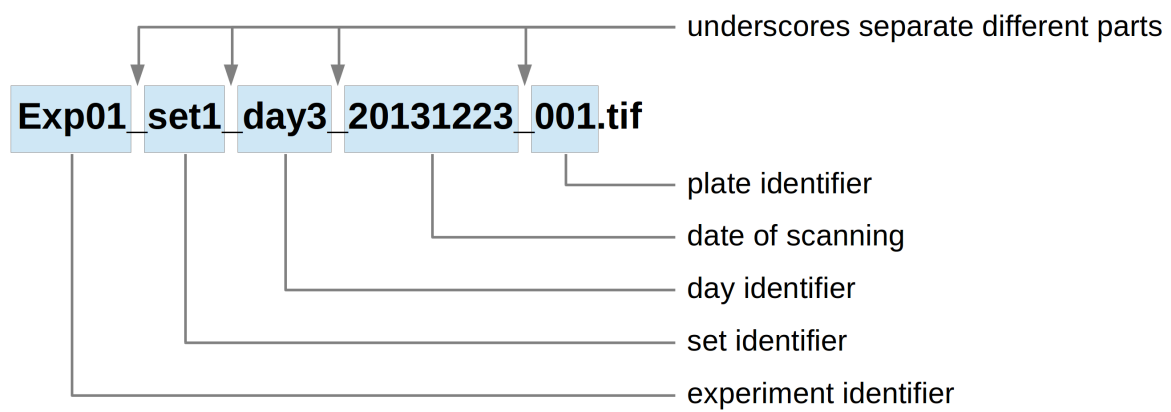 underscores separate different parts
Exp01_set1_day3_20131223_001.tif
plate identifier
date of scanning
day identifier
set identifier
experiment identifier